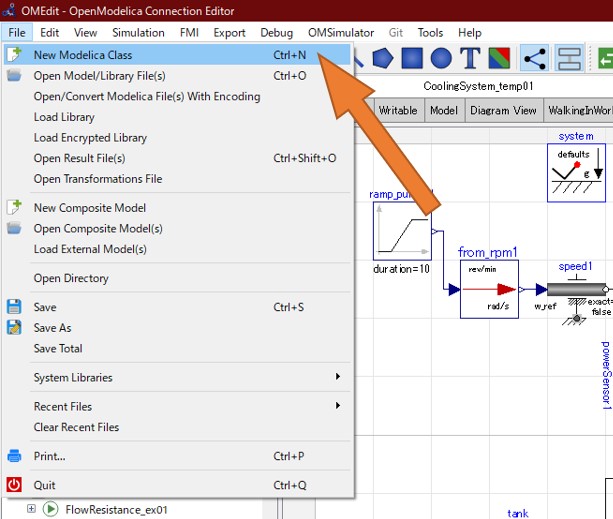 OMEdit - OpenModelica Connection Editor
File Edit View Simulation FMI Export Debug OMSimulator Git Tools Help
New Modelica Class Ctrl+N
Open Model/Library File(s) Ctrl+O
Open/Convert Modelica File(s) With Encoding
Load Library
Load Encrypted Library
Open Result File(s) Ctrl+Shift+O
Open Transformations File
New Composite Model
Open Composite Model(s)
Load External Model(s)
Open Directory
Save Ctrl+S
Save As
Save Total
System Libraries
Recent Files
Clear Recent Files
Print... Ctrl+P
Quit Ctrl+Q
FlowResistance_ex01
T
CoolingSystem_temp01
Writable Model Diagram View
system
defaults
g
duration=10
from_rpm1
rev/min
rad/s
speed1
w_ref
exact=
false
powerSensor1
tank